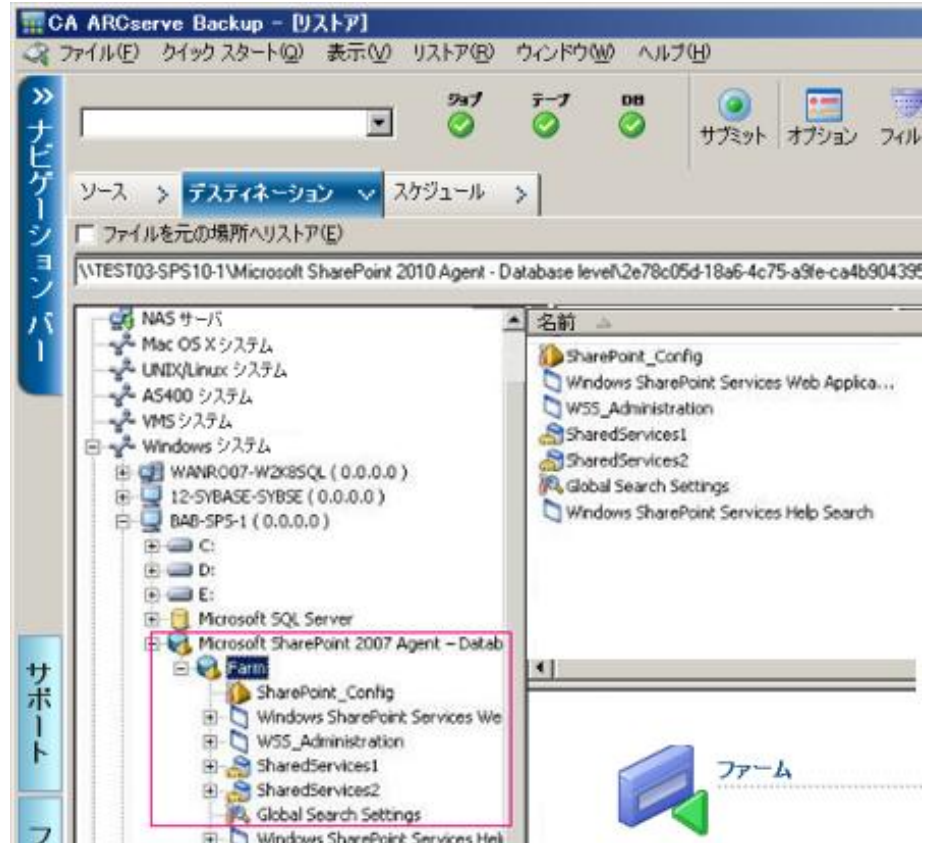 CA ARCserve Backup - [リストア]
ファイル(F) クイック スタート(Q) 表示(V) リストア(R) ウィンドウ(W) ヘルプ(H)
ナビゲーション バー
ジョブ テープ DB
サブミット オプション フィル
ソース デスティネーション スケジュール
ファイルを元の場所へリストア(E)
\\TEST03-SPS10-1\Microsoft SharePoint 2010 Agent - Database level\2e78c05d-18a6-4c75-a9fe-ca4b904395
NAS サーバ
Mac OS X システム
UNIX/Linux システム
AS400 システム
VMS システム
Windows システム
WANRO07-W2K8SQL ( 0.0.0.0 )
12-SYBASE-SYBSE ( 0.0.0.0 )
BAB-SPS-1 ( 0.0.0.0 )
C:
D:
E:
Microsoft SQL Server
Microsoft SharePoint 2007 Agent – Datab
Farm
SharePoint_Config
Windows SharePoint Services We
WSS_Administration
SharedServices1
SharedServices2
Global Search Settings
Windows SharePoint Services Hel
名前
SharePoint_Config
Windows SharePoint Services Web Applica...
WSS_Administration
SharedServices1
SharedServices2
Global Search Settings
Windows SharePoint Services Help Search
ファーム
サポート
フ